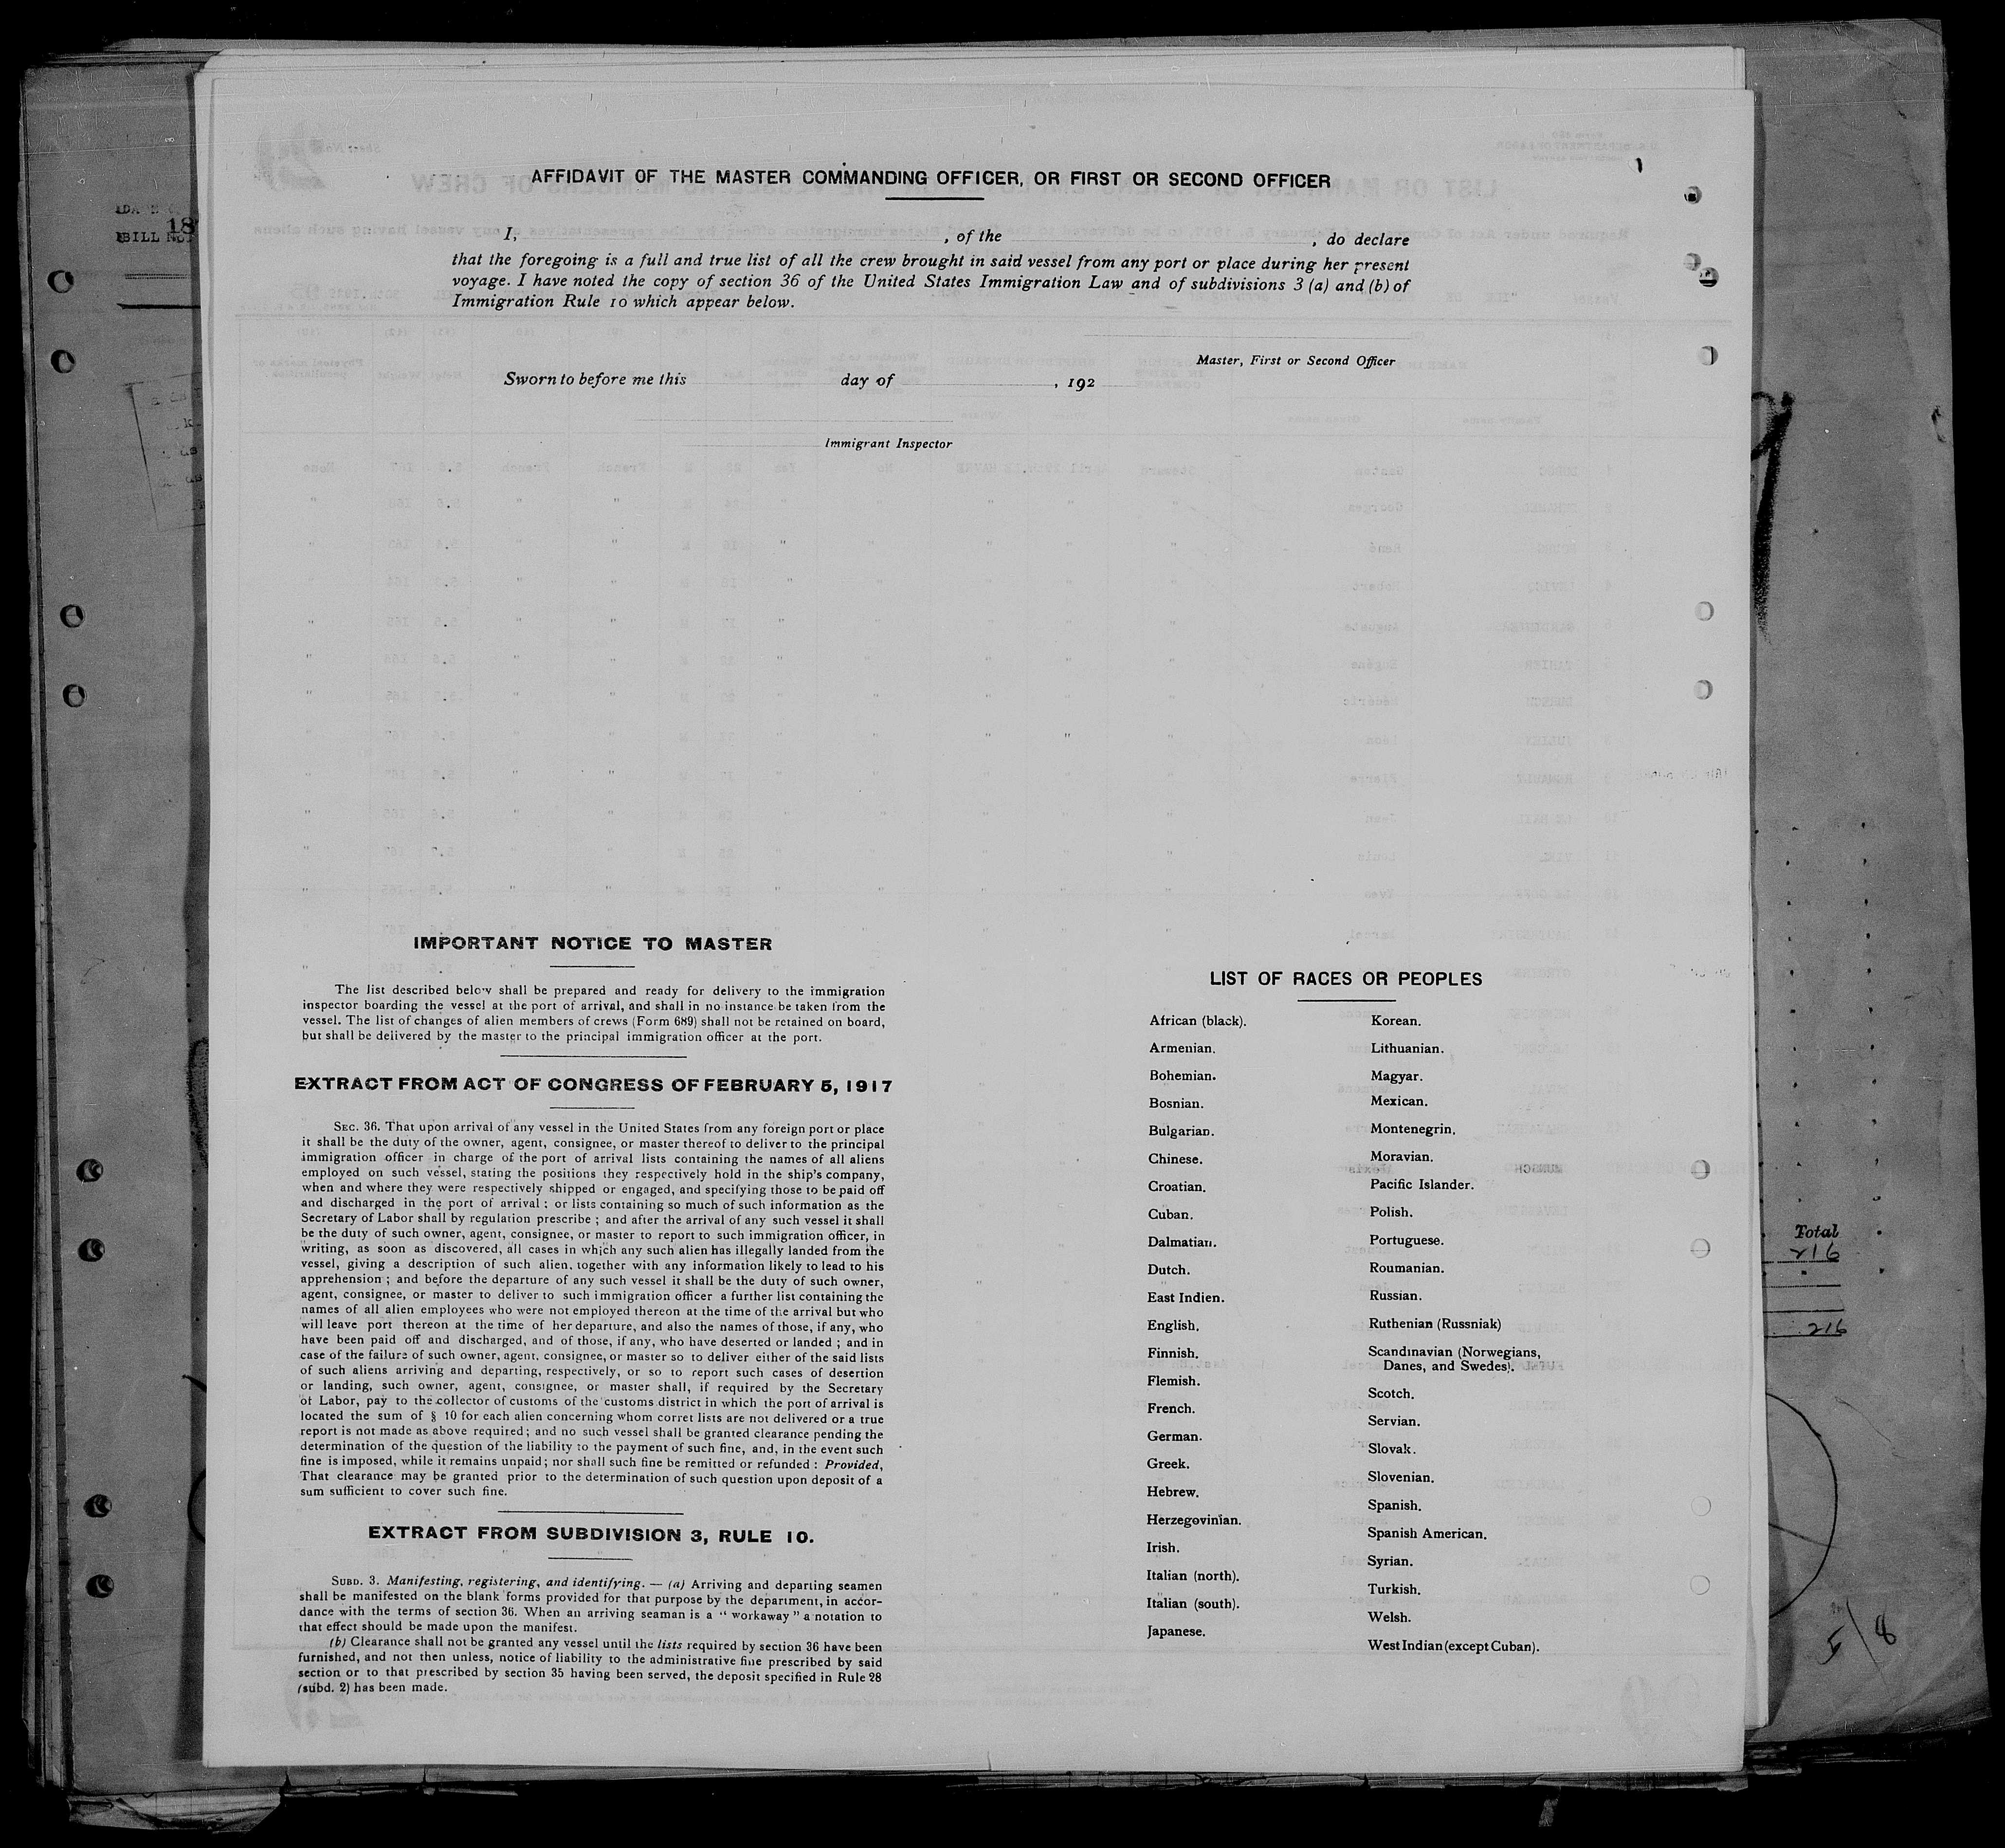 AFFIDAVIT OF THE MASTER COMMANDING OFFICER, OR FIRST OR SECOND OFFICER
I, , of the , do declare
that the foregoing is a full and true list of all the crew brought in said vessel from any port or place during her present
voyage. I have noted the copy of section 36 of the United States Immigration Law and of subdivisions 3 (a) and (b) of
Immigration Rule 10 which appear below.
Master, First or Second Officer
Sworn to before me this day of , 192
Immigrant Inspector
IMPORTANT NOTICE TO MASTER
The list described below shall be prepared and ready for delivery to the immigration
inspector boarding the vessel at the port of arrival, and shall in no instance be taken from the
vessel. The list of changes of alien members of crews (Form 689) shall not be retained on board,
but shall be delivered by the master to the principal immigration officer at the port.
EXTRACT FROM ACT OF CONGRESS OF FEBRUARY 5, 1917
SEC. 36. That upon arrival of any vessel in the United States from any foreign port or place
it shall be the duty of the owner, agent, consignee, or master thereof to deliver to the principal
immigration officer in charge of the port of arrival lists containing the names of all aliens
employed on such vessel, stating the positions they respectively hold in the ship's company,
when and where they were respectively shipped or engaged, and specifying those to be paid off
and discharged in the port of arrival ; or lists containing so much of such information as the
Secretary of Labor shall by regulation prescribe ; and after the arrival of any such vessel it shall
be the duty of such owner, agent, consignee, or master to report to such immigration officer, in
writing, as soon as discovered, all cases in which any such alien has illegally landed from the
vessel, giving a description of such alien, together with any information likely to lead to his
apprehension ; and before the departure of any such vessel it shall be the duty of such owner,
agent, consignee, or master to deliver to such immigration officer a further list containing the
names of all alien employees who were not employed thereon at the time of the arrival but who
will leave port thereon at the time of her departure, and also the names of those, if any, who
have been paid off and discharged, and of those, if any, who have deserted or landed ; and in
case of the failure of such owner, agent, consignee, or master so to deliver either of the said lists
of such aliens arriving and departing, respectively, or so to report such cases of desertion
or landing, such owner, agent, consignee, or master shall, if required by the Secretary
of Labor, pay to the collector of customs of the customs district in which the port of arrival is
located the sum of § 10 for each alien concerning whom corret lists are not delivered or a true
report is not made as above required ; and no such vessel shall be granted clearance pending the
determination of the question of the liability to the payment of such fine, and, in the event such
fine is imposed, while it remains unpaid ; nor shall such fine be remitted or refunded : Provided,
That clearance may be granted prior to the determination of such question upon deposit of a
sum sufficient to cover such fine.
EXTRACT FROM SUBDIVISION 3, RULE 10.
SUBD. 3. Manifesting, registering, and identifying. — (a) Arriving and departing seamen
shall be manifested on the blank forms provided for that purpose by the department, in accor-
dance with the terms of section 36. When an arriving seaman is a " workaway " a notation to
that effect should be made upon the manifest.
(b) Clearance shall not be granted any vessel until the lists required by section 36 have been
furnished, and not then unless, notice of liability to the administrative fine prescribed by said
section or to that prescribed by section 35 having been served, the deposit specified in Rule 28
(subd. 2) has been made.
LIST OF RACES OR PEOPLES
African (black).
Armenian.
Bohemian.
Bosnian.
Bulgarian.
Chinese.
Croatian.
Cuban.
Dalmatian.
Dutch.
East Indien.
English.
Finnish.
Flemish.
French.
German.
Greek.
Hebrew.
Herzegovinian.
Irish.
Italian (north).
Italian (south).
Japanese.
Korean.
Lithuanian.
Magyar.
Mexican.
Montenegrin.
Moravian.
Pacific Islander.
Polish.
Portuguese.
Roumanian.
Russian.
Ruthenian (Russniak)
Scandinavian (Norwegians,
Danes, and Swedes).
Scotch.
Servian.
Slovak.
Slovenian.
Spanish.
Spanish American.
Syrian.
Turkish.
Welsh.
West Indian (except Cuban).
BILL No. 18
Total
216
216
5/8